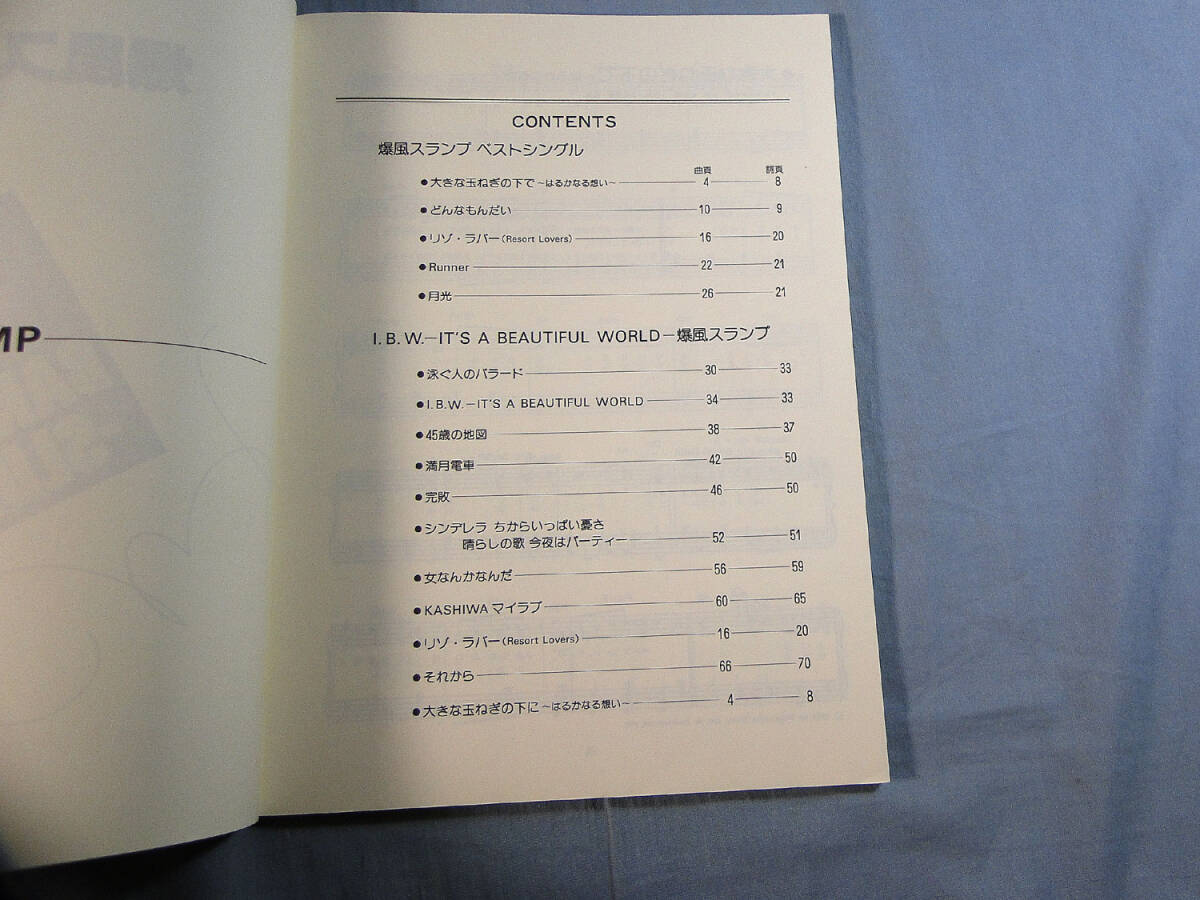 MP
CONTENTS
爆風スランプ ベストシングル
曲頁 詞頁
●大きな玉ねぎの下で～はるかなる想い～ 4 8
●どんなもんだい 10 9
●リゾ・ラバー(Resort Lovers) 16 20
●Runner 22 21
●月光 26 21
I.B.W.—IT'S A BEAUTIFUL WORLD—爆風スランプ
●泳ぐ人のバラード 30 33
●I.B.W.—IT'S A BEAUTIFUL WORLD 34 33
●45歳の地図 38 37
●満月電車 42 50
●完敗 46 50
●シンデレラ ちからいっぱい憂さ
晴らしの歌 今夜はパーティー 52 51
●女なんかなんだ 56 59
●KASHIWAマイラブ 60 65
●リゾ・ラバー(Resort Lovers) 16 20
●それから 66 70
●大きな玉ねぎの下に～はるかなる想い～ 4 8